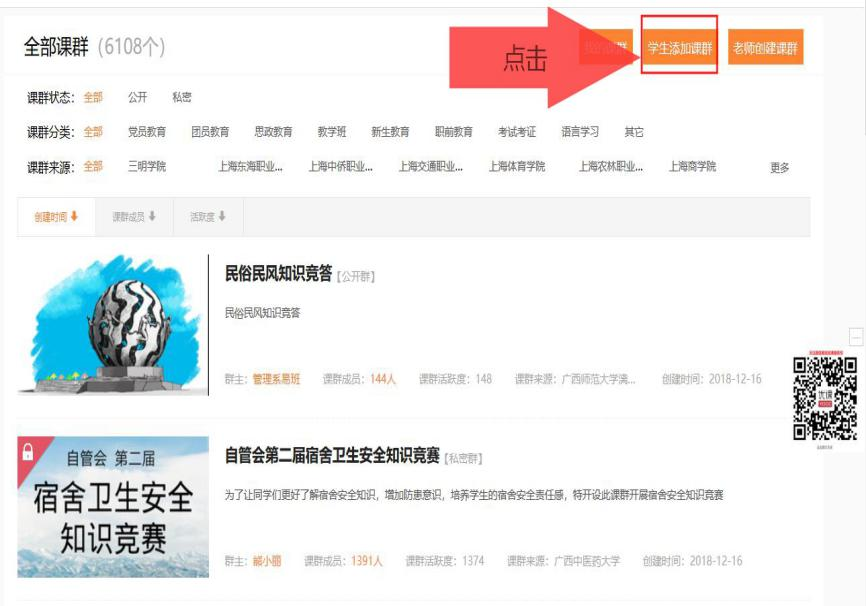 全部课群（6108个）
点击
我的课群 学生添加课群 老师创建课群
课群状态： 全部 公开 私密
课群分类： 全部 党员教育 团员教育 思政教育 教学班 新生教育 职前教育 考试考证 语言学习 其它
课群来源： 全部 三明学院 上海东海职业... 上海中侨职业... 上海交通职业... 上海体育学院 上海农林职业... 上海商学院 更多
创建时间 课群成员 活跃度
民俗民风知识竞答【公开群】
民俗民风知识竞答
群主：管理系易班 课群成员：144人 课群活跃度：148 课群来源：广西师范大学漓... 创建时间：2018-12-16
优课
自管会 第二届
宿舍卫生安全
知识竞赛
自管会第二届宿舍卫生安全知识竞赛【私密群】
为了让同学们更好了解宿舍安全知识，增加防患意识，培养学生的宿舍安全责任感，特开设此课群开展宿舍安全知识竞赛
群主： 课群成员：1391人 课群活跃度：1374 课群来源：广西中医药大学 创建时间：2018-12-16